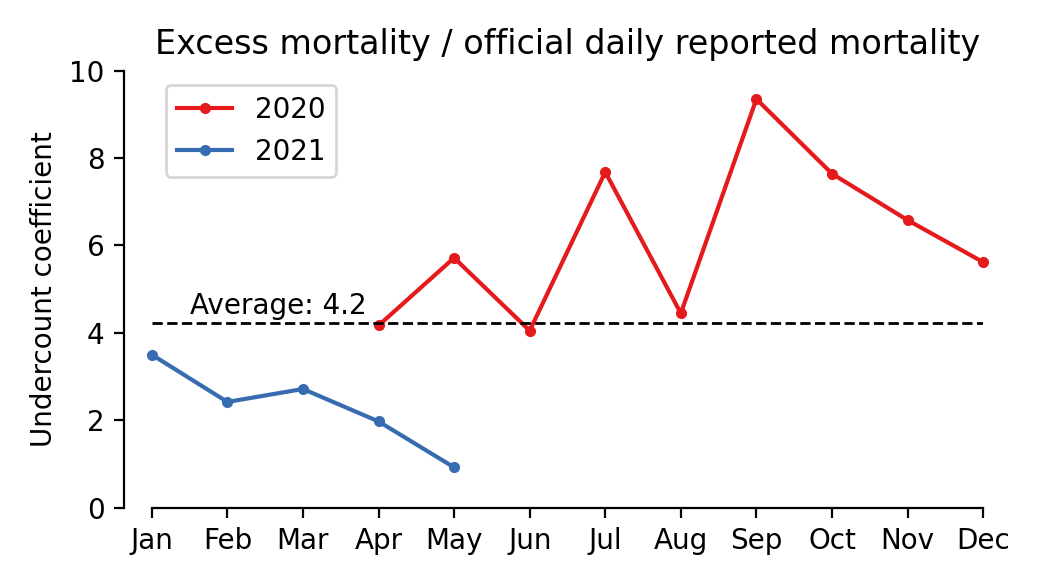 Excess mortality / official daily reported mortality
Undercount coefficient
10
8
6
4
2
0
2020
2021
Average: 4.2
Jan Feb Mar Apr May Jun Jul Aug Sep Oct Nov Dec